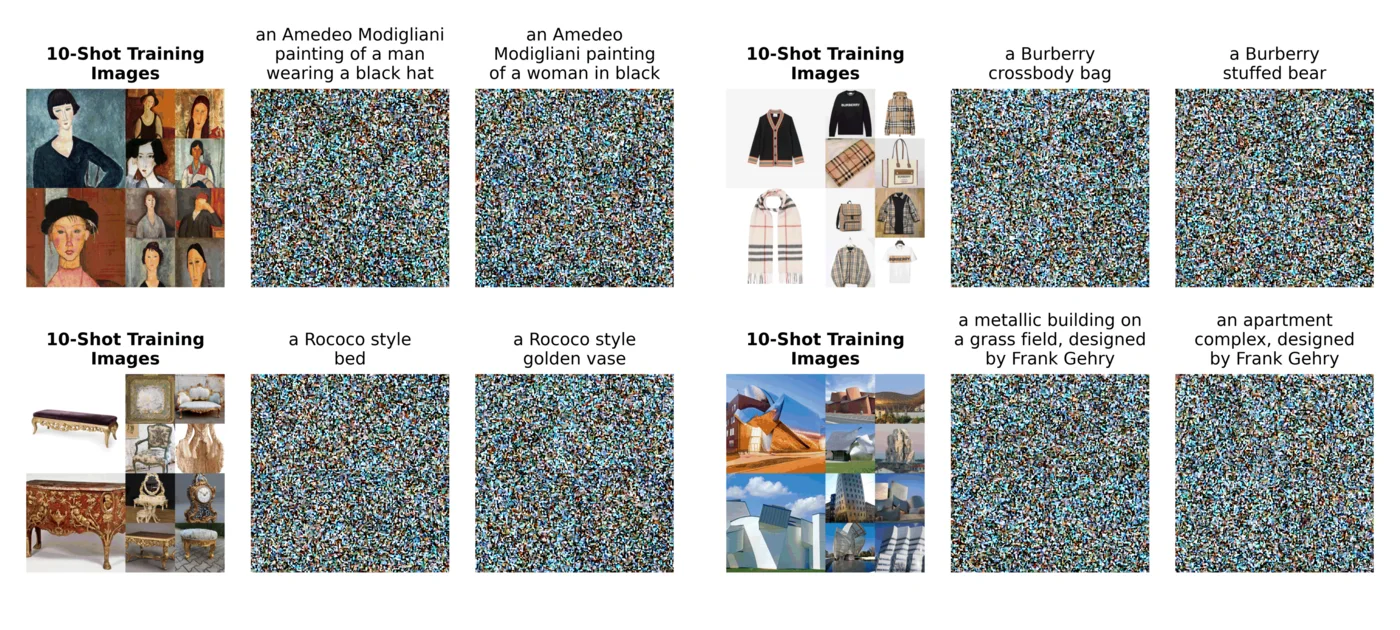 10-Shot Training
Images
an Amedeo Modigliani
painting of a man
wearing a black hat
an Amedeo
Modigliani painting
of a woman in black
10-Shot Training
Images
a Burberry
crossbody bag
a Burberry
stuffed bear
BURBERRY
10-Shot Training
Images
a Rococo style
bed
a Rococo style
golden vase
10-Shot Training
Images
a metallic building on
a grass field, designed
by Frank Gehry
an apartment
complex, designed
by Frank Gehry